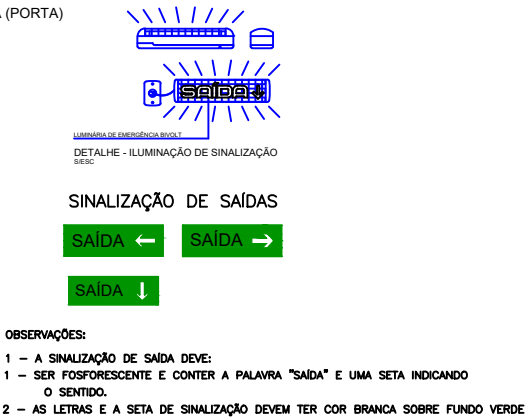 (PORTA)
SAÍDA ↓
LUMINÁRIA DE EMERGÊNCIA BIVOLT
DETALHE - ILUMINAÇÃO DE SINALIZAÇÃO
S/ESC
SINALIZAÇÃO DE SAÍDAS
SAÍDA ← SAÍDA →
SAÍDA ↓
OBSERVAÇÕES:
1 – A SINALIZAÇÃO DE SAÍDA DEVE:
1 – SER FOSFORESCENTE E CONTER A PALAVRA "SAÍDA" E UMA SETA INDICANDO
O SENTIDO.
2 – AS LETRAS E A SETA DE SINALIZAÇÃO DEVEM TER COR BRANCA SOBRE FUNDO VERDE